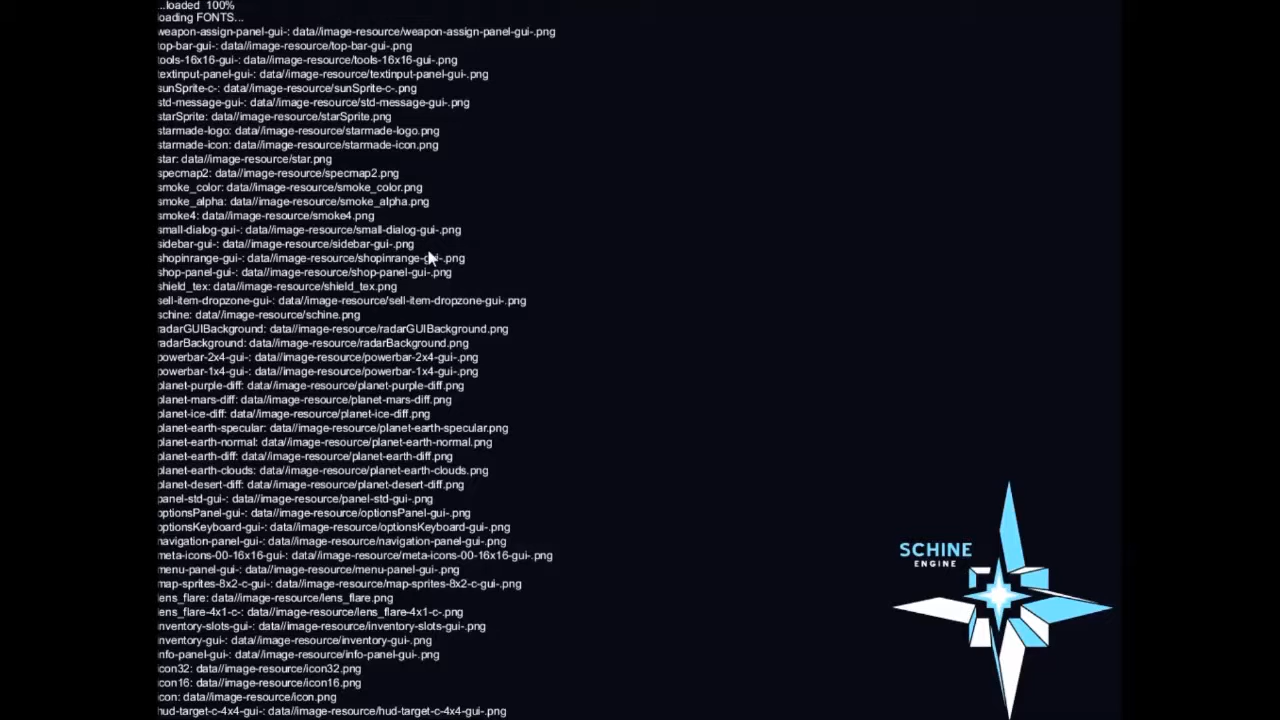 ...loaded 100%
loading FONTS...
weapon-assign-panel-gui-: data//image-resource/weapon-assign-panel-gui-.png
top-bar-gui-: data//image-resource/top-bar-gui-.png
tools-16x16-gui-: data//image-resource/tools-16x16-gui-.png
textinput-panel-gui-: data//image-resource/textinput-panel-gui-.png
sunSprite-c-: data//image-resource/sunSprite-c-.png
std-message-gui-: data//image-resource/std-message-gui-.png
starSprite: data//image-resource/starSprite.png
starmade-logo: data//image-resource/starmade-logo.png
starmade-icon: data//image-resource/starmade-icon.png
star: data//image-resource/star.png
specmap2: data//image-resource/specmap2.png
smoke_color: data//image-resource/smoke_color.png
smoke_alpha: data//image-resource/smoke_alpha.png
smoke4: data//image-resource/smoke4.png
small-dialog-gui-: data//image-resource/small-dialog-gui-.png
sidebar-gui-: data//image-resource/sidebar-gui-.png
shopinrange-gui-: data//image-resource/shopinrange-gui-.png
shop-panel-gui-: data//image-resource/shop-panel-gui-.png
shield_tex: data//image-resource/shield_tex.png
sell-item-dropzone-gui-: data//image-resource/sell-item-dropzone-gui-.png
schine: data//image-resource/schine.png
radarGUIBackground: data//image-resource/radarGUIBackground.png
radarBackground: data//image-resource/radarBackground.png
powerbar-2x4-gui-: data//image-resource/powerbar-2x4-gui-.png
powerbar-1x4-gui-: data//image-resource/powerbar-1x4-gui-.png
planet-purple-diff: data//image-resource/planet-purple-diff.png
planet-mars-diff: data//image-resource/planet-mars-diff.png
planet-ice-diff: data//image-resource/planet-ice-diff.png
planet-earth-specular: data//image-resource/planet-earth-specular.png
planet-earth-normal: data//image-resource/planet-earth-normal.png
planet-earth-diff: data//image-resource/planet-earth-diff.png
planet-earth-clouds: data//image-resource/planet-earth-clouds.png
planet-desert-diff: data//image-resource/planet-desert-diff.png
panel-std-gui-: data//image-resource/panel-std-gui-.png
optionsPanel-gui-: data//image-resource/optionsPanel-gui-.png
optionsKeyboard-gui-: data//image-resource/optionsKeyboard-gui-.png
navigation-panel-gui-: data//image-resource/navigation-panel-gui-.png
meta-icons-00-16x16-gui-: data//image-resource/meta-icons-00-16x16-gui-.png
menu-panel-gui-: data//image-resource/menu-panel-gui-.png
map-sprites-8x2-c-gui-: data//image-resource/map-sprites-8x2-c-gui-.png
lens_flare: data//image-resource/lens_flare.png
lens_flare-4x1-c-: data//image-resource/lens_flare-4x1-c-.png
inventory-slots-gui-: data//image-resource/inventory-slots-gui-.png
inventory-gui-: data//image-resource/inventory-gui-.png
info-panel-gui-: data//image-resource/info-panel-gui-.png
icon32: data//image-resource/icon32.png
icon16: data//image-resource/icon16.png
icon: data//image-resource/icon.png
hud-target-c-4x4-gui-: data//image-resource/hud-target-c-4x4-gui-.png
SCHINE
ENGINE